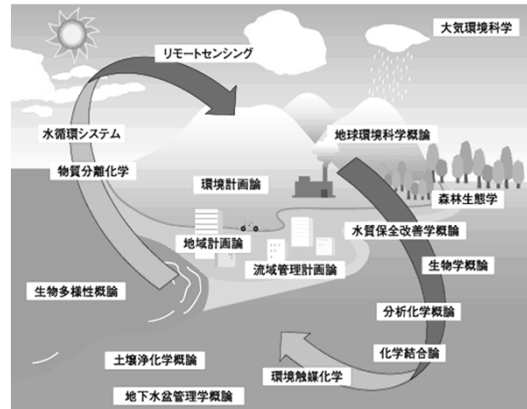 大気環境科学
リモートセンシング
水循環システム
地球環境科学概論
物質分離化学
環境計画論
森林生態学
水質保全改善学概論
地域計画論
生物学概論
流域管理計画論
生物多様性概論
分析化学概論
化学結合論
土壌浄化学概論
環境触媒化学
地下水盆管理学概論